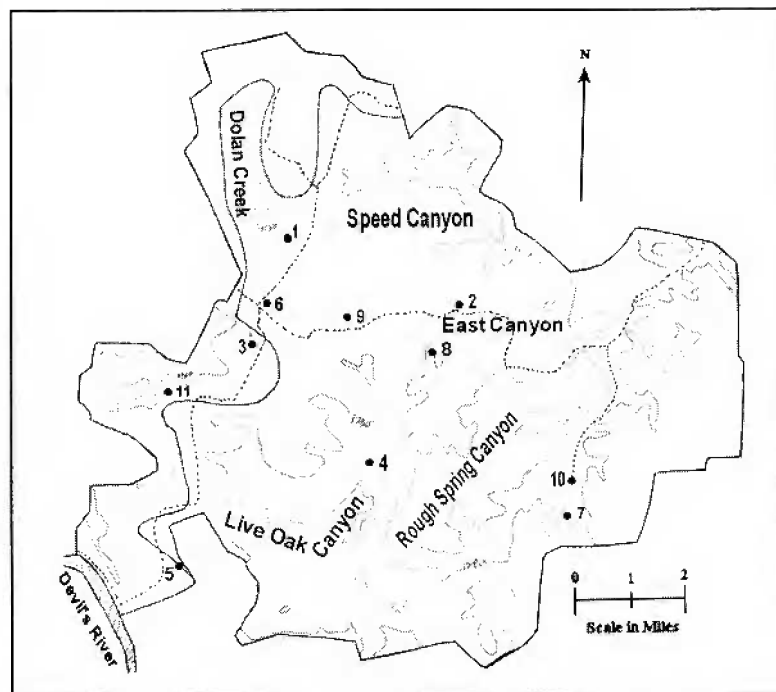 N
Dolan Creek
Speed Canyon
1
6
9
2
East Canyon
3
8
11
4
Rough Spring Canyon
10
7
Live Oak Canyon
5
Devil's River
0 1 2
Scale in Miles